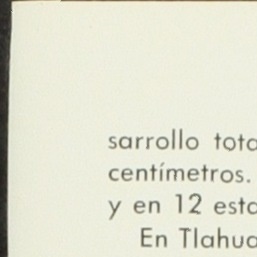 sarrollo tota
centímetros.
y en 12 esta
En Tlahua